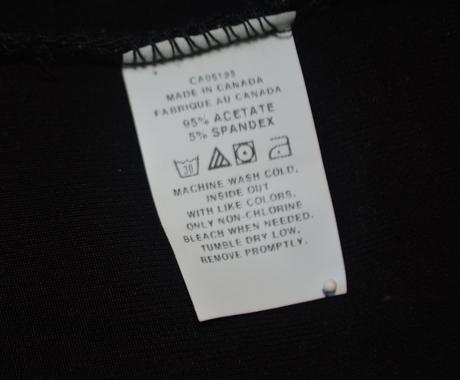 CA05195
MADE IN CANADA
FABRIQUE AU CANADA
95% ACETATE
5% SPANDEX
30
MACHINE WASH COLD,
INSIDE OUT
WITH LIKE COLORS.
ONLY NON-CHLORINE
BLEACH WHEN NEEDED.
TUMBLE DRY LOW.
REMOVE PROMPTLY.